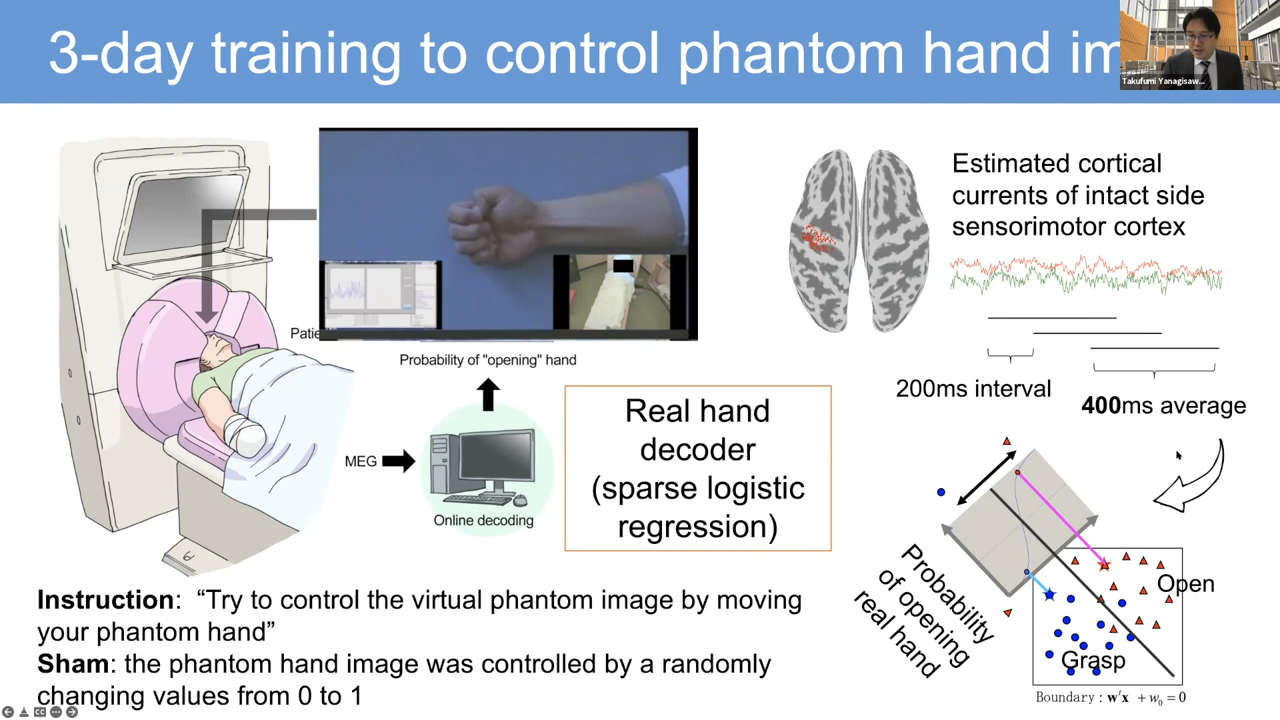 3-day training to control phantom hand im
Takufumi Yanagisaw...
Estimated cortical
currents of intact side
sensorimotor cortex
Patie
Probability of "opening" hand
200ms interval
400ms average
Real hand
decoder
(sparse logistic
regression)
MEG
Online decoding
Probability
of opening
real hand
Open
Grasp
Boundary : w'x + w₀ = 0
Instruction: “Try to control the virtual phantom image by moving
your phantom hand”
Sham: the phantom hand image was controlled by a randomly
changing values from 0 to 1